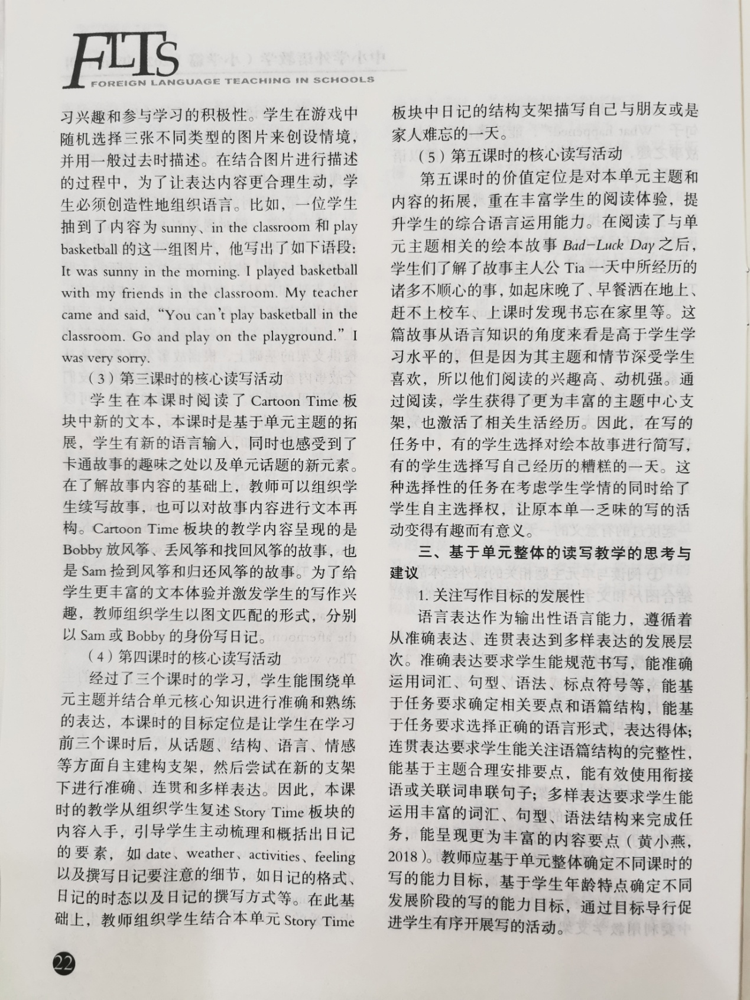 FLTS
FOREIGN LANGUAGE TEACHING IN SCHOOLS
习兴趣和参与学习的积极性。学生在游戏中
随机选择三张不同类型的图片来创设情境，
并用一般过去时描述。在结合图片进行描述
的过程中，为了让表达内容更合理生动，学
生必须创造性地组织语言。比如，一位学生
抽到了内容为 sunny、in the classroom 和 play
basketball 的这一组图片，他写出了如下语段：
It was sunny in the morning. I played basketball
with my friends in the classroom. My teacher
came and said, “You can’t play basketball in the
classroom. Go and play on the playground.” I
was very sorry.
（3）第三课时的核心读写活动
学生在本课时阅读了 Cartoon Time 板
块中新的文本，本课时是基于单元主题的拓
展，学生有新的语言输入，同时也感受到了
卡通故事的趣味之处以及单元话题的新元素。
在了解故事内容的基础上，教师可以组织学
生续写故事，也可以对故事内容进行文本再
构。Cartoon Time 板块的教学内容呈现的是
Bobby 放风筝、丢风筝和找回风筝的故事，也
是 Sam 捡到风筝和归还风筝的故事。为了给
学生更丰富的文本体验并激发学生的写作兴
趣，教师组织学生以图文匹配的形式，分别
以 Sam 或 Bobby 的身份写日记。
（4）第四课时的核心读写活动
经过了三个课时的学习，学生能围绕单
元主题并结合单元核心知识进行准确和熟练
的表达，本课时的目标定位是让学生在学习
前三个课时后，从话题、结构、语言、情感
等方面自主建构支架，然后尝试在新的支架
下进行准确、连贯和多样表达。因此，本课
时的教学从组织学生复述 Story Time 板块的
内容入手，引导学生主动梳理和概括出日记
的要素，如 date、weather、activities、feeling
以及撰写日记要注意的细节，如日记的格式、
日记的时态以及日记的撰写方式等。在此基
础上，教师组织学生结合本单元 Story Time
板块中日记的结构支架描写自己与朋友或是
家人难忘的一天。
（5）第五课时的核心读写活动
第五课时的价值定位是对本单元主题和
内容的拓展，重在丰富学生的阅读体验，提
升学生的综合语言运用能力。在阅读了与单
元主题相关的绘本故事 Bad-Luck Day 之后，
学生们了解了故事主人公 Tia 一天中所经历的
诸多不顺心的事，如起床晚了、早餐洒在地上、
赶不上校车、上课时发现书忘在家里等。这
篇故事从语言知识的角度来看是高于学生学
习水平的，但是因为其主题和情节深受学生
喜欢，所以他们阅读的兴趣高、动机强。通
过阅读，学生获得了更为丰富的主题中心支
架，也激活了相关生活经历。因此，在写的
任务中，有的学生选择对绘本故事进行简写，
有的学生选择写自己经历的糟糕的一天。这
种选择性的任务在考虑学生学情的同时给了
学生自主选择权，让原本单一乏味的写的活
动变得有趣而有意义。
三、基于单元整体的读写教学的思考与
建议
1. 关注写作目标的发展性
语言表达作为输出性语言能力，遵循着
从准确表达、连贯表达到多样表达的发展层
次。准确表达要求学生能规范书写，能准确
运用词汇、句型、语法、标点符号等，能基
于任务要求确定相关要点和语篇结构，能基
于任务要求选择正确的语言形式，表达得体；
连贯表达要求学生能关注语篇结构的完整性，
能基于主题合理安排要点，能有效使用衔接
语或关联词串联句子；多样表达要求学生能
运用丰富的词汇、句型、语法结构来完成任
务，能呈现更为丰富的内容要点（黄小燕，
2018）。教师应基于单元整体确定不同课时的
写的能力目标，基于学生年龄特点确定不同
发展阶段的写的能力目标，通过目标导行促
进学生有序开展写的活动。
22